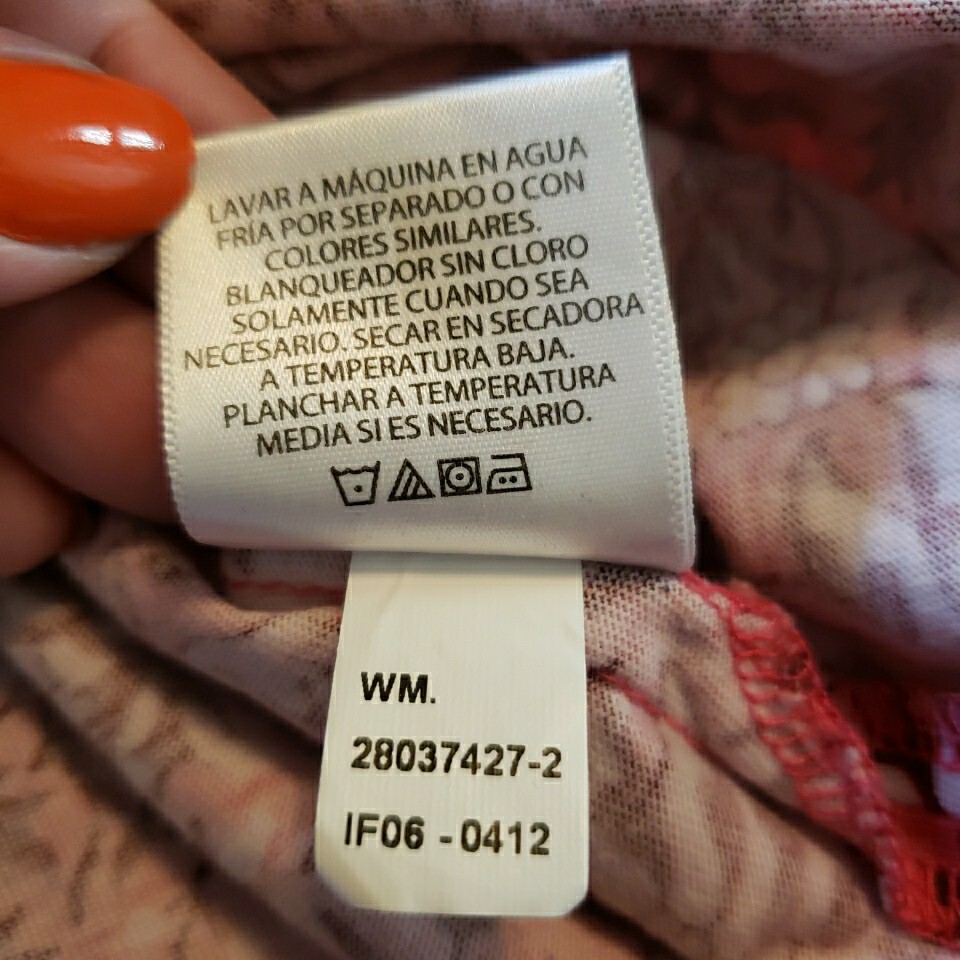 LAVAR A MÁQUINA EN AGUA
FRÍA POR SEPARADO O CON
COLORES SIMILARES.
BLANQUEADOR SIN CLORO
SOLAMENTE CUANDO SEA
NECESARIO. SECAR EN SECADORA
A TEMPERATURA BAJA.
PLANCHAR A TEMPERATURA
MEDIA SI ES NECESARIO.
WM.
28037427-2
IF06 - 0412